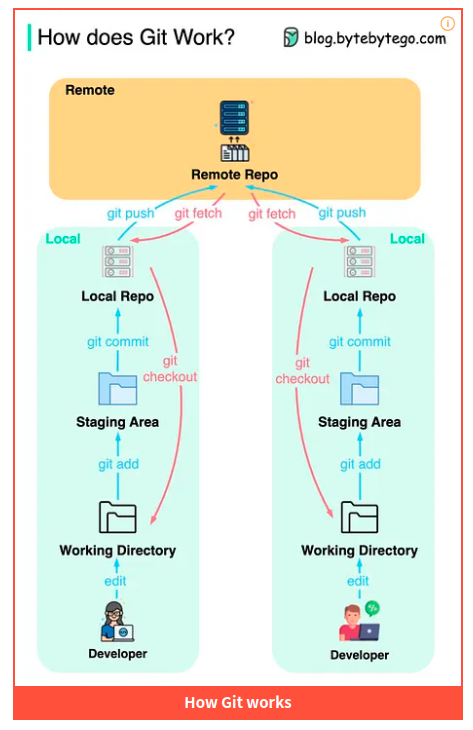 How does Git Work?
blog.bytebytego.com
Remote
Remote Repo
git push
git fetch
git fetch
git push
Local
Local
Local Repo
Local Repo
git commit
git commit
git
checkout
git
checkout
Staging Area
Staging Area
git add
git add
Working Directory
Working Directory
edit
edit
Developer
Developer
How Git works